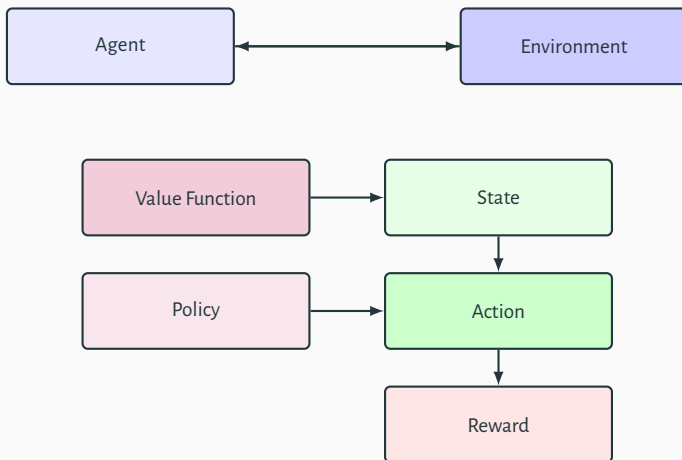 Agent
Environment
Value Function
State
Policy
Action
Reward